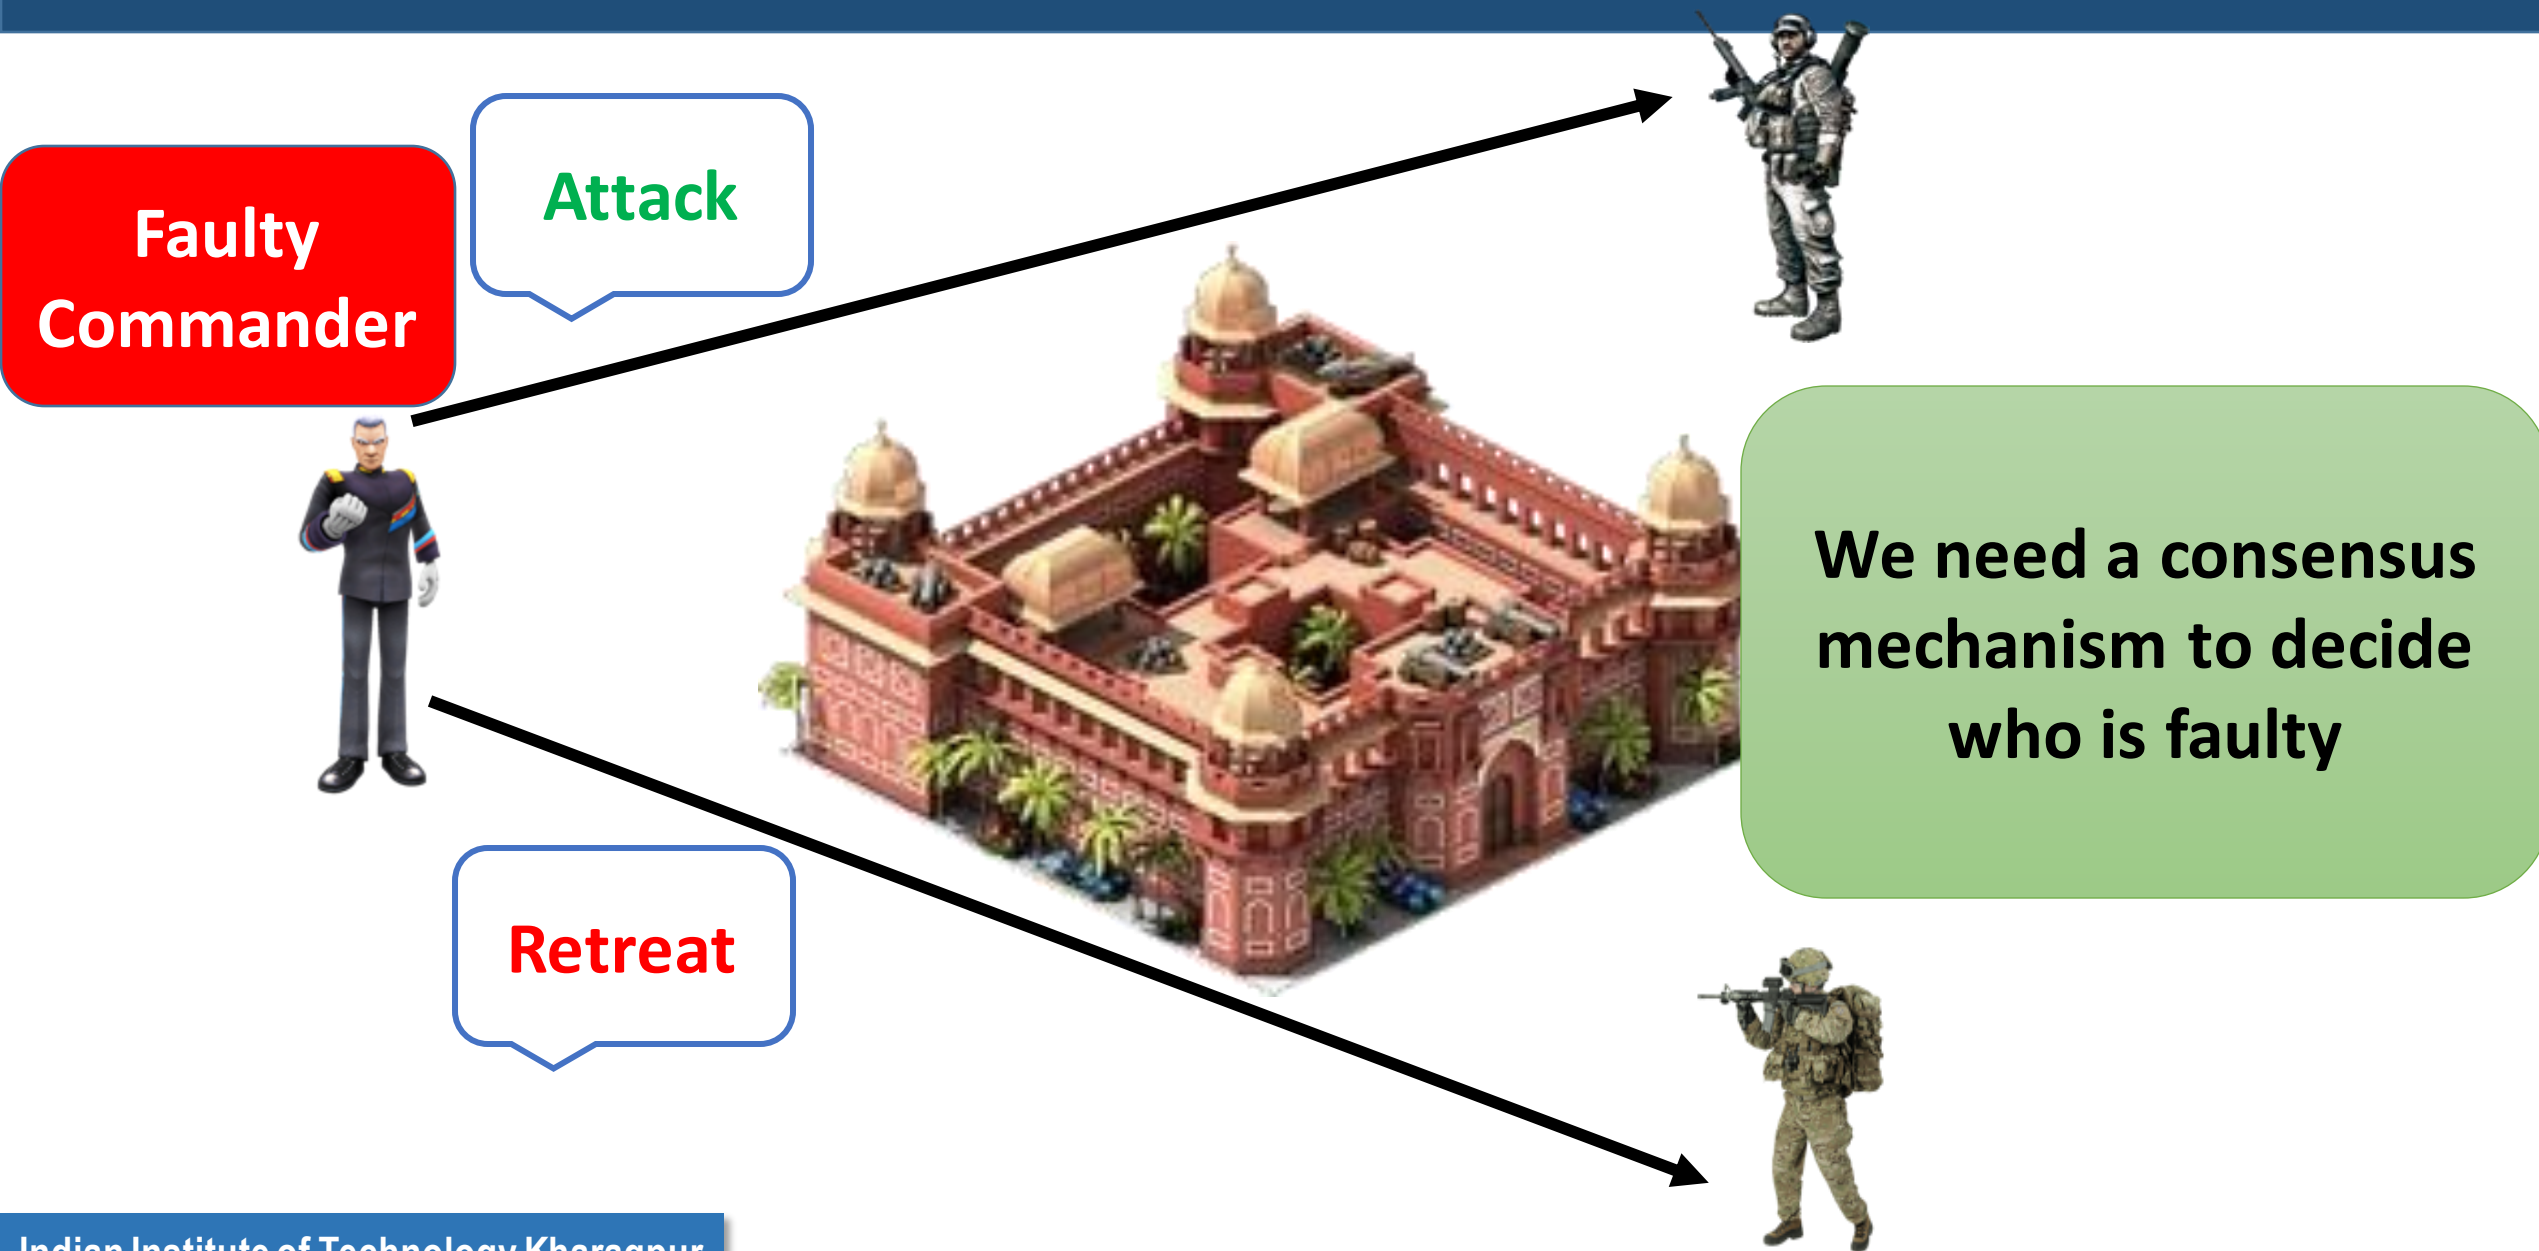 Attack
Faulty
Commander
We need a consensus
mechanism to decide
who is faulty
Retreat
Indian Institute of Technology Kharagpur